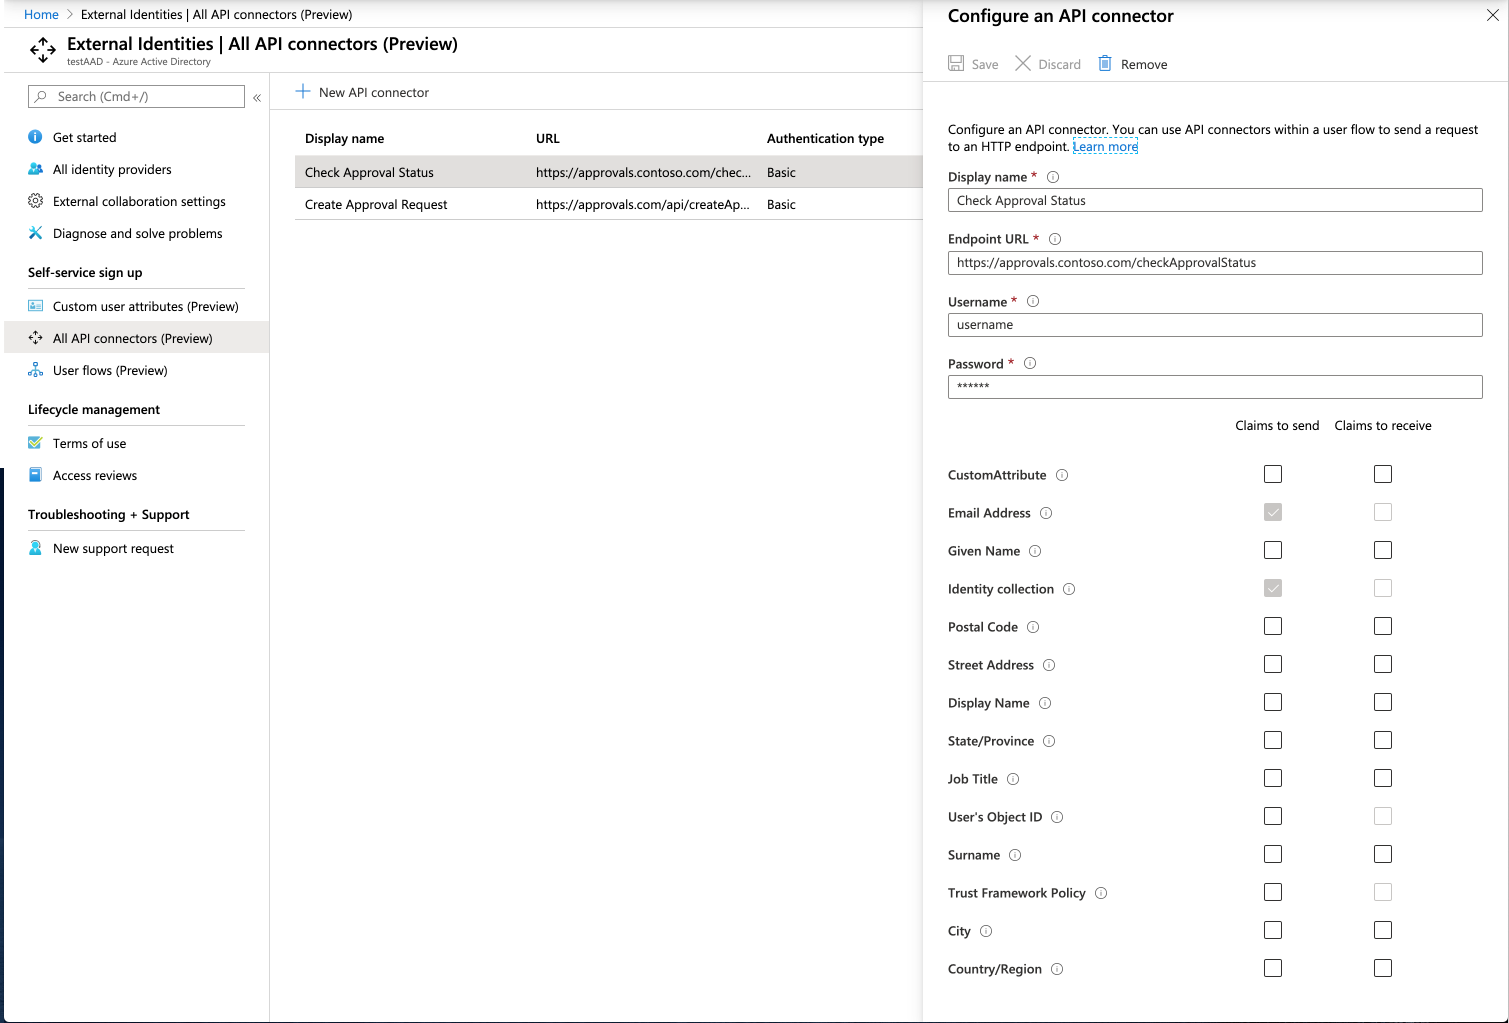 Home > External Identities | All API connectors (Preview)
External Identities | All API connectors (Preview)
testAAD - Azure Active Directory
Search (Cmd+/)
«
Get started
All identity providers
External collaboration settings
Diagnose and solve problems
Self-service sign up
Custom user attributes (Preview)
All API connectors (Preview)
User flows (Preview)
Lifecycle management
Terms of use
Access reviews
Troubleshooting + Support
New support request
New API connector
Display name URL Authentication type
Check Approval Status https://approvals.contoso.com/chec... Basic
Create Approval Request https://approvals.com/api/createAp... Basic
Configure an API connector
Save Discard Remove
Configure an API connector. You can use API connectors within a user flow to send a request
to an HTTP endpoint. Learn more
Display name *
Check Approval Status
Endpoint URL *
https://approvals.contoso.com/checkApprovalStatus
Username *
username
Password *
******
Claims to send Claims to receive
CustomAttribute
Email Address
Given Name
Identity collection
Postal Code
Street Address
Display Name
State/Province
Job Title
User's Object ID
Surname
Trust Framework Policy
City
Country/Region